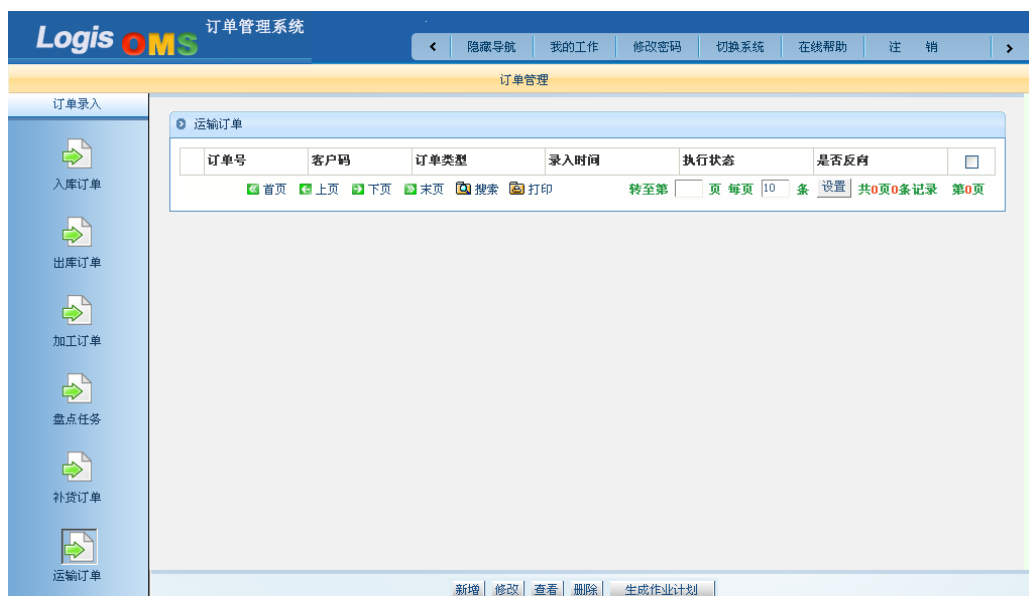 Logis OMS 订单管理系统
隐藏导航 我的工作 修改密码 切换系统 在线帮助 注 销
订单管理
订单录入
入库订单
出库订单
加工订单
盘点任务
补货订单
运输订单
运输订单
订单号 客户码 订单类型 录入时间 执行状态 是否反向
首页 上页 下页 末页 搜索 打印 转至第 页 每页 10 条 设置 共0页0条记录 第0页
新增 修改 查看 删除 生成作业计划